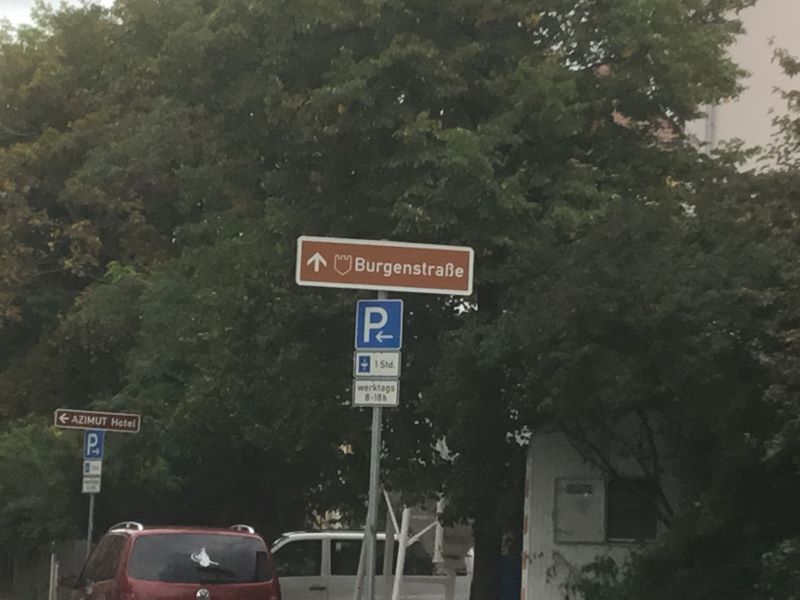 Burgenstraße
P
1 Std.
werktags
8-18h
AZIMUT Hotel
P